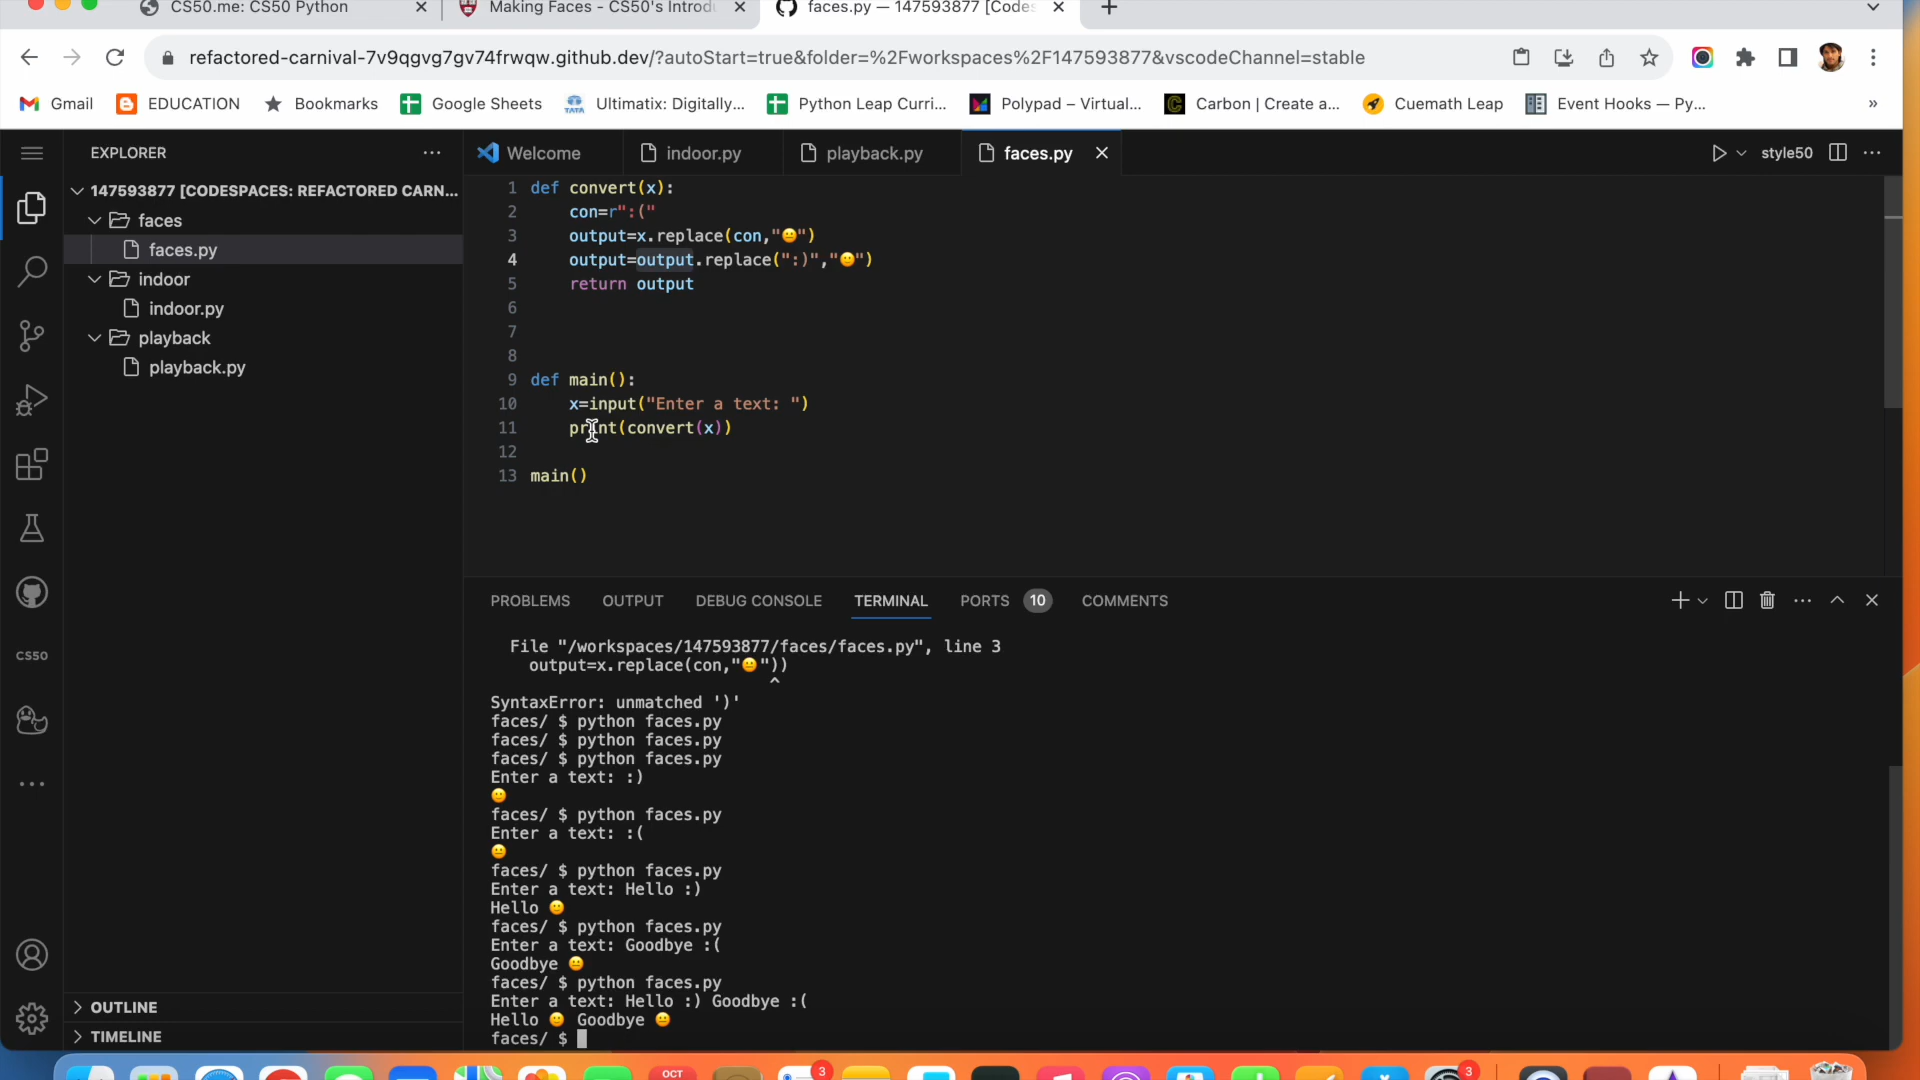 CS50.me: CS50 Python
Making Faces - CS50's Introdu
faces.py — 147593877 [Codes
refactored-carnival-7v9qgvg7gv74frwqw.github.dev/?autoStart=true&folder=%2Fworkspaces%2F147593877&vscodeChannel=stable
Gmail
EDUCATION
Bookmarks
Google Sheets
TATA
Ultimatix: Digitally...
Python Leap Curri...
Polypad – Virtual...
Carbon | Create a...
Cuemath Leap
Event Hooks — Py...
»
EXPLORER
Welcome
indoor.py
playback.py
faces.py
style50
147593877 [CODESPACES: REFACTORED CARN...
faces
faces.py
indoor
indoor.py
playback
playback.py
CS50
OUTLINE
TIMELINE
1 def convert(x):
2 con=r":("
3 output=x.replace(con,"😐")
4 output=output.replace(":)","🙂")
5 return output
6
7
8
9 def main():
10 x=input("Enter a text: ")
11 print(convert(x))
12
13 main()
PROBLEMS
OUTPUT
DEBUG CONSOLE
TERMINAL
PORTS
10
COMMENTS
File "/workspaces/147593877/faces/faces.py", line 3
output=x.replace(con,"😐"))
^
SyntaxError: unmatched ')'
faces/ $ python faces.py
faces/ $ python faces.py
faces/ $ python faces.py
Enter a text: :)
🙂
faces/ $ python faces.py
Enter a text: :(
😐
faces/ $ python faces.py
Enter a text: Hello :)
Hello 🙂
faces/ $ python faces.py
Enter a text: Goodbye :(
Goodbye 😐
faces/ $ python faces.py
Enter a text: Hello :) Goodbye :(
Hello 🙂 Goodbye 😐
faces/ $
OCT
3
3